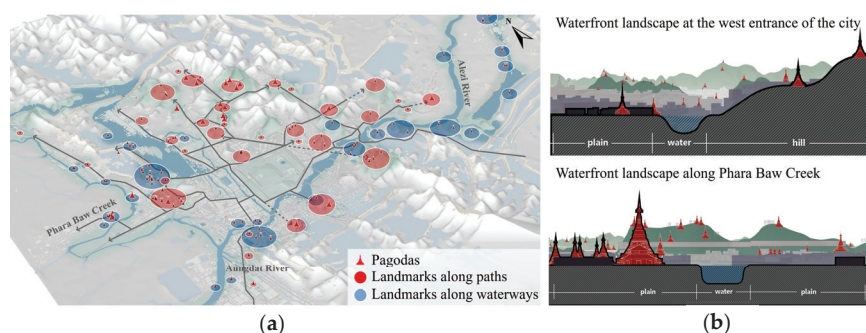 N
Alezi River
Phara Baw Creek
Aungdat River
Pagodas
Landmarks along paths
Landmarks along waterways
(a)
Waterfront landscape at the west entrance of the city
plain water hill
Waterfront landscape along Phara Baw Creek
plain water plain
(b)